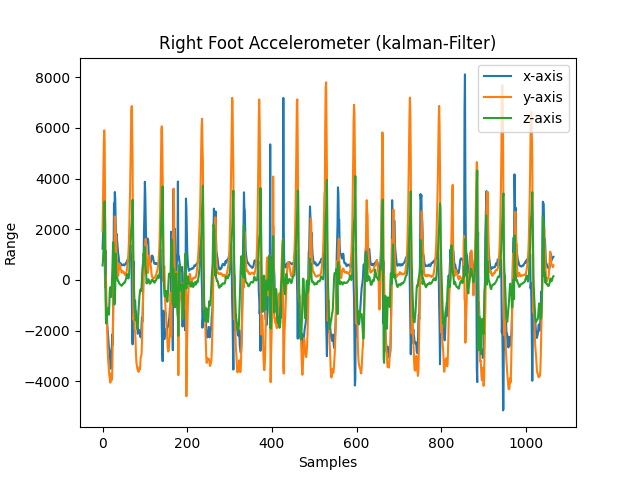 Right Foot Accelerometer (kalman-Filter)
x-axis
y-axis
z-axis
8000
6000
4000
2000
0
−2000
−4000
Range
0 200 400 600 800 1000
Samples